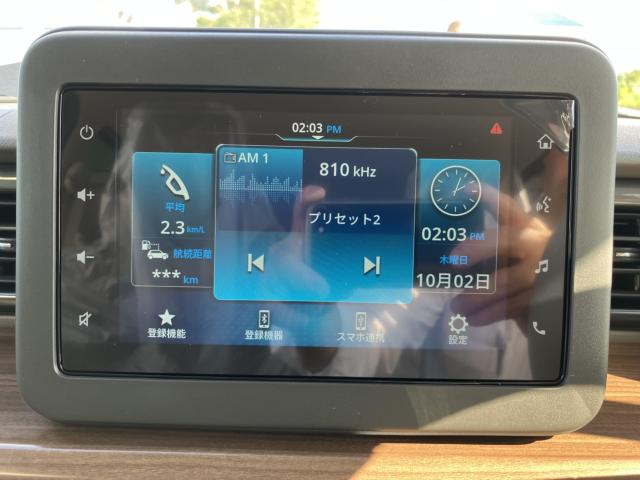 02:03 PM
AM 1
810 kHz
プリセット2
平均
2.3 km/L
航続距離
*** km
02:03 PM
木曜日
10月02日
登録機能
登録機器
スマホ連携
設定